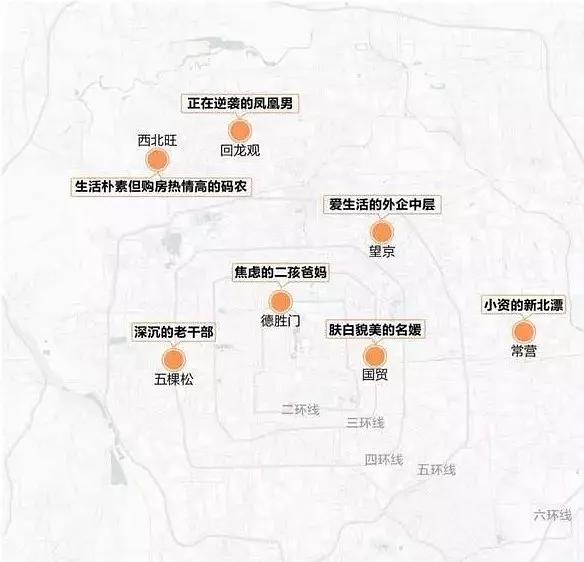 正在逆袭的凤凰男
回龙观
西北旺
生活朴素但购房热情高的码农
爱生活的外企中层
望京
焦虑的二孩爸妈
德胜门
小资的新北漂
常营
深沉的老干部
五棵松
肤白貌美的名媛
国贸
二环线
三环线
四环线
五环线
六环线